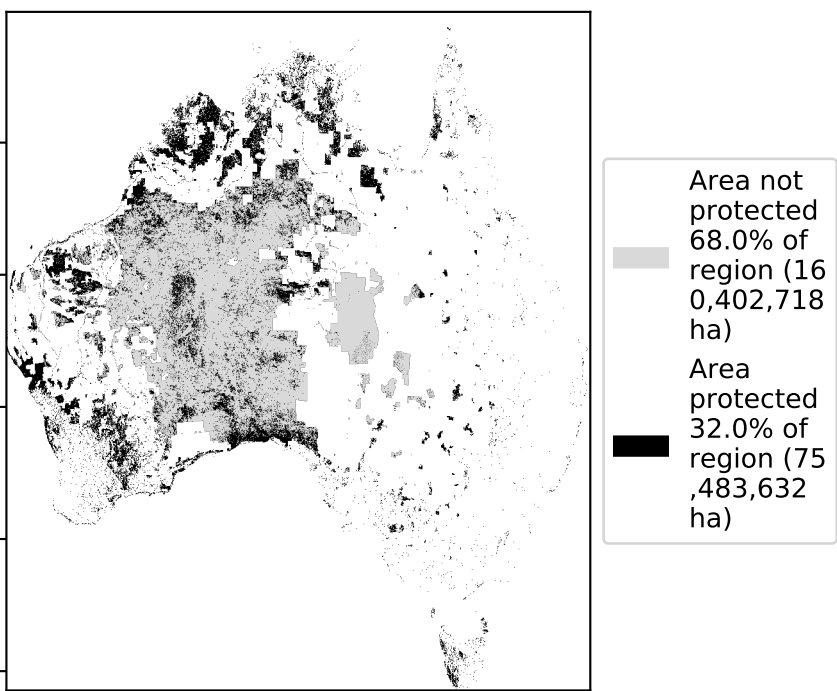 Area not
protected
68.0% of
region (16
0,402,718
ha)
Area
protected
32.0% of
region (75
,483,632
ha)